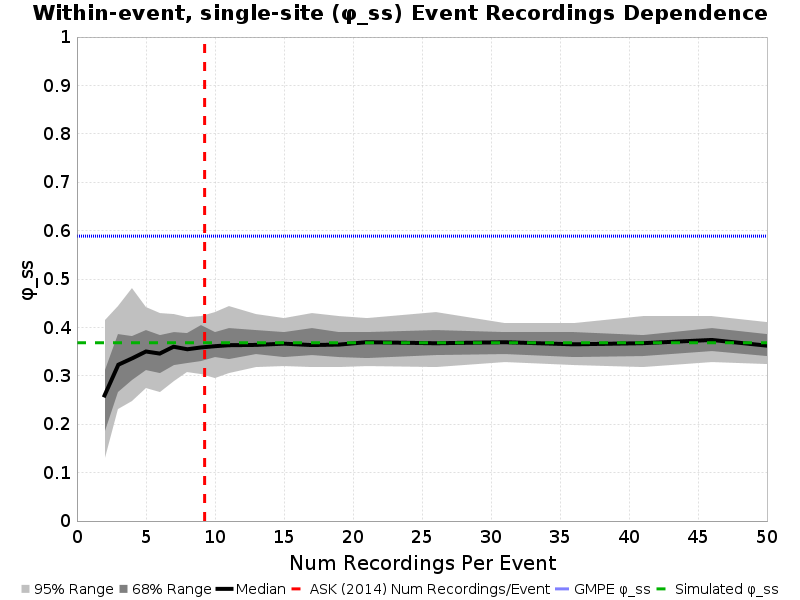 Within-event, single-site (φ_ss) Event Recordings Dependence
1
0.9
0.8
0.7
0.6
0.5
0.4
0.3
0.2
0.1
0
φ_ss
0 5 10 15 20 25 30 35 40 45 50
Num Recordings Per Event
95% Range 68% Range Median ASK (2014) Num Recordings/Event GMPE φ_ss Simulated φ_ss